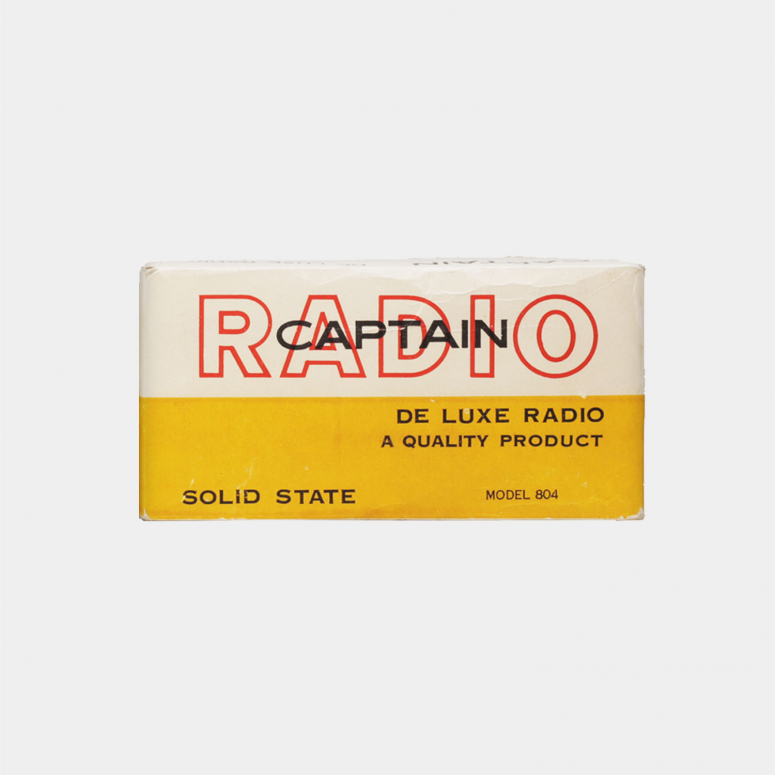 RADIO
CAPTAIN
DE LUXE RADIO
A QUALITY PRODUCT
SOLID STATE
MODEL 804